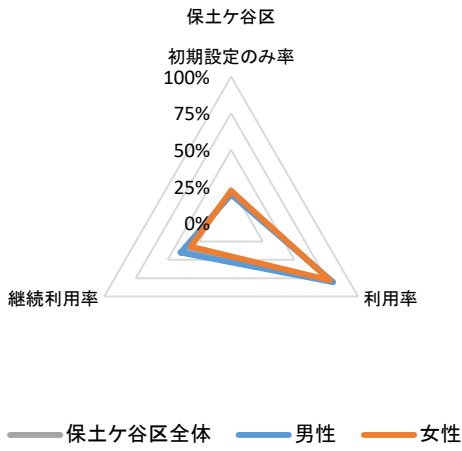 保土ケ谷区
初期設定のみ率
100%
75%
50%
25%
0%
継続利用率
利用率
保土ケ谷区全体
男性
女性